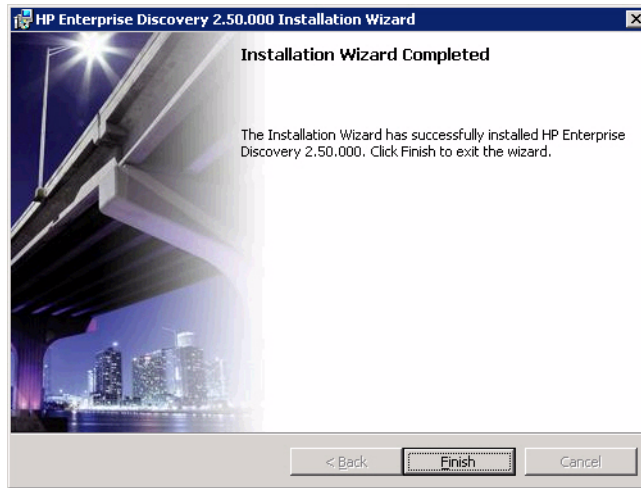 HP Enterprise Discovery 2.50.000 Installation Wizard
Installation Wizard Completed
The Installation Wizard has successfully installed HP Enterprise
Discovery 2.50.000. Click Finish to exit the wizard.
< Back Finish Cancel